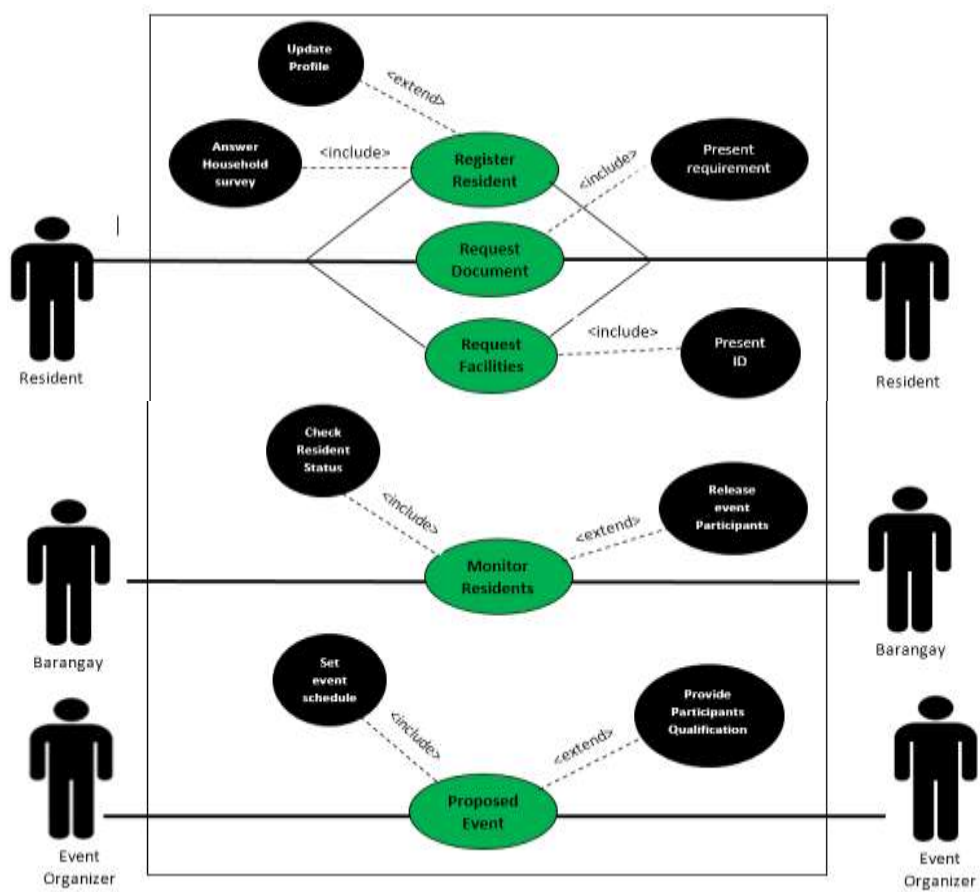 Update
Profile
<extend>
Answer
Household
survey
<include>
Register
Resident
<include>
Present
requirement
Request
Document
Request
Facilities
<include>
Present
ID
Resident
Resident
Check
Resident
Status
<include>
Monitor
Residents
<extend>
Release
event
Participants
Barangay
Barangay
Set
event
schedule
<include>
Proposed
Event
<extend>
Provide
Participants
Qualification
Event
Organizer
Event
Organizer